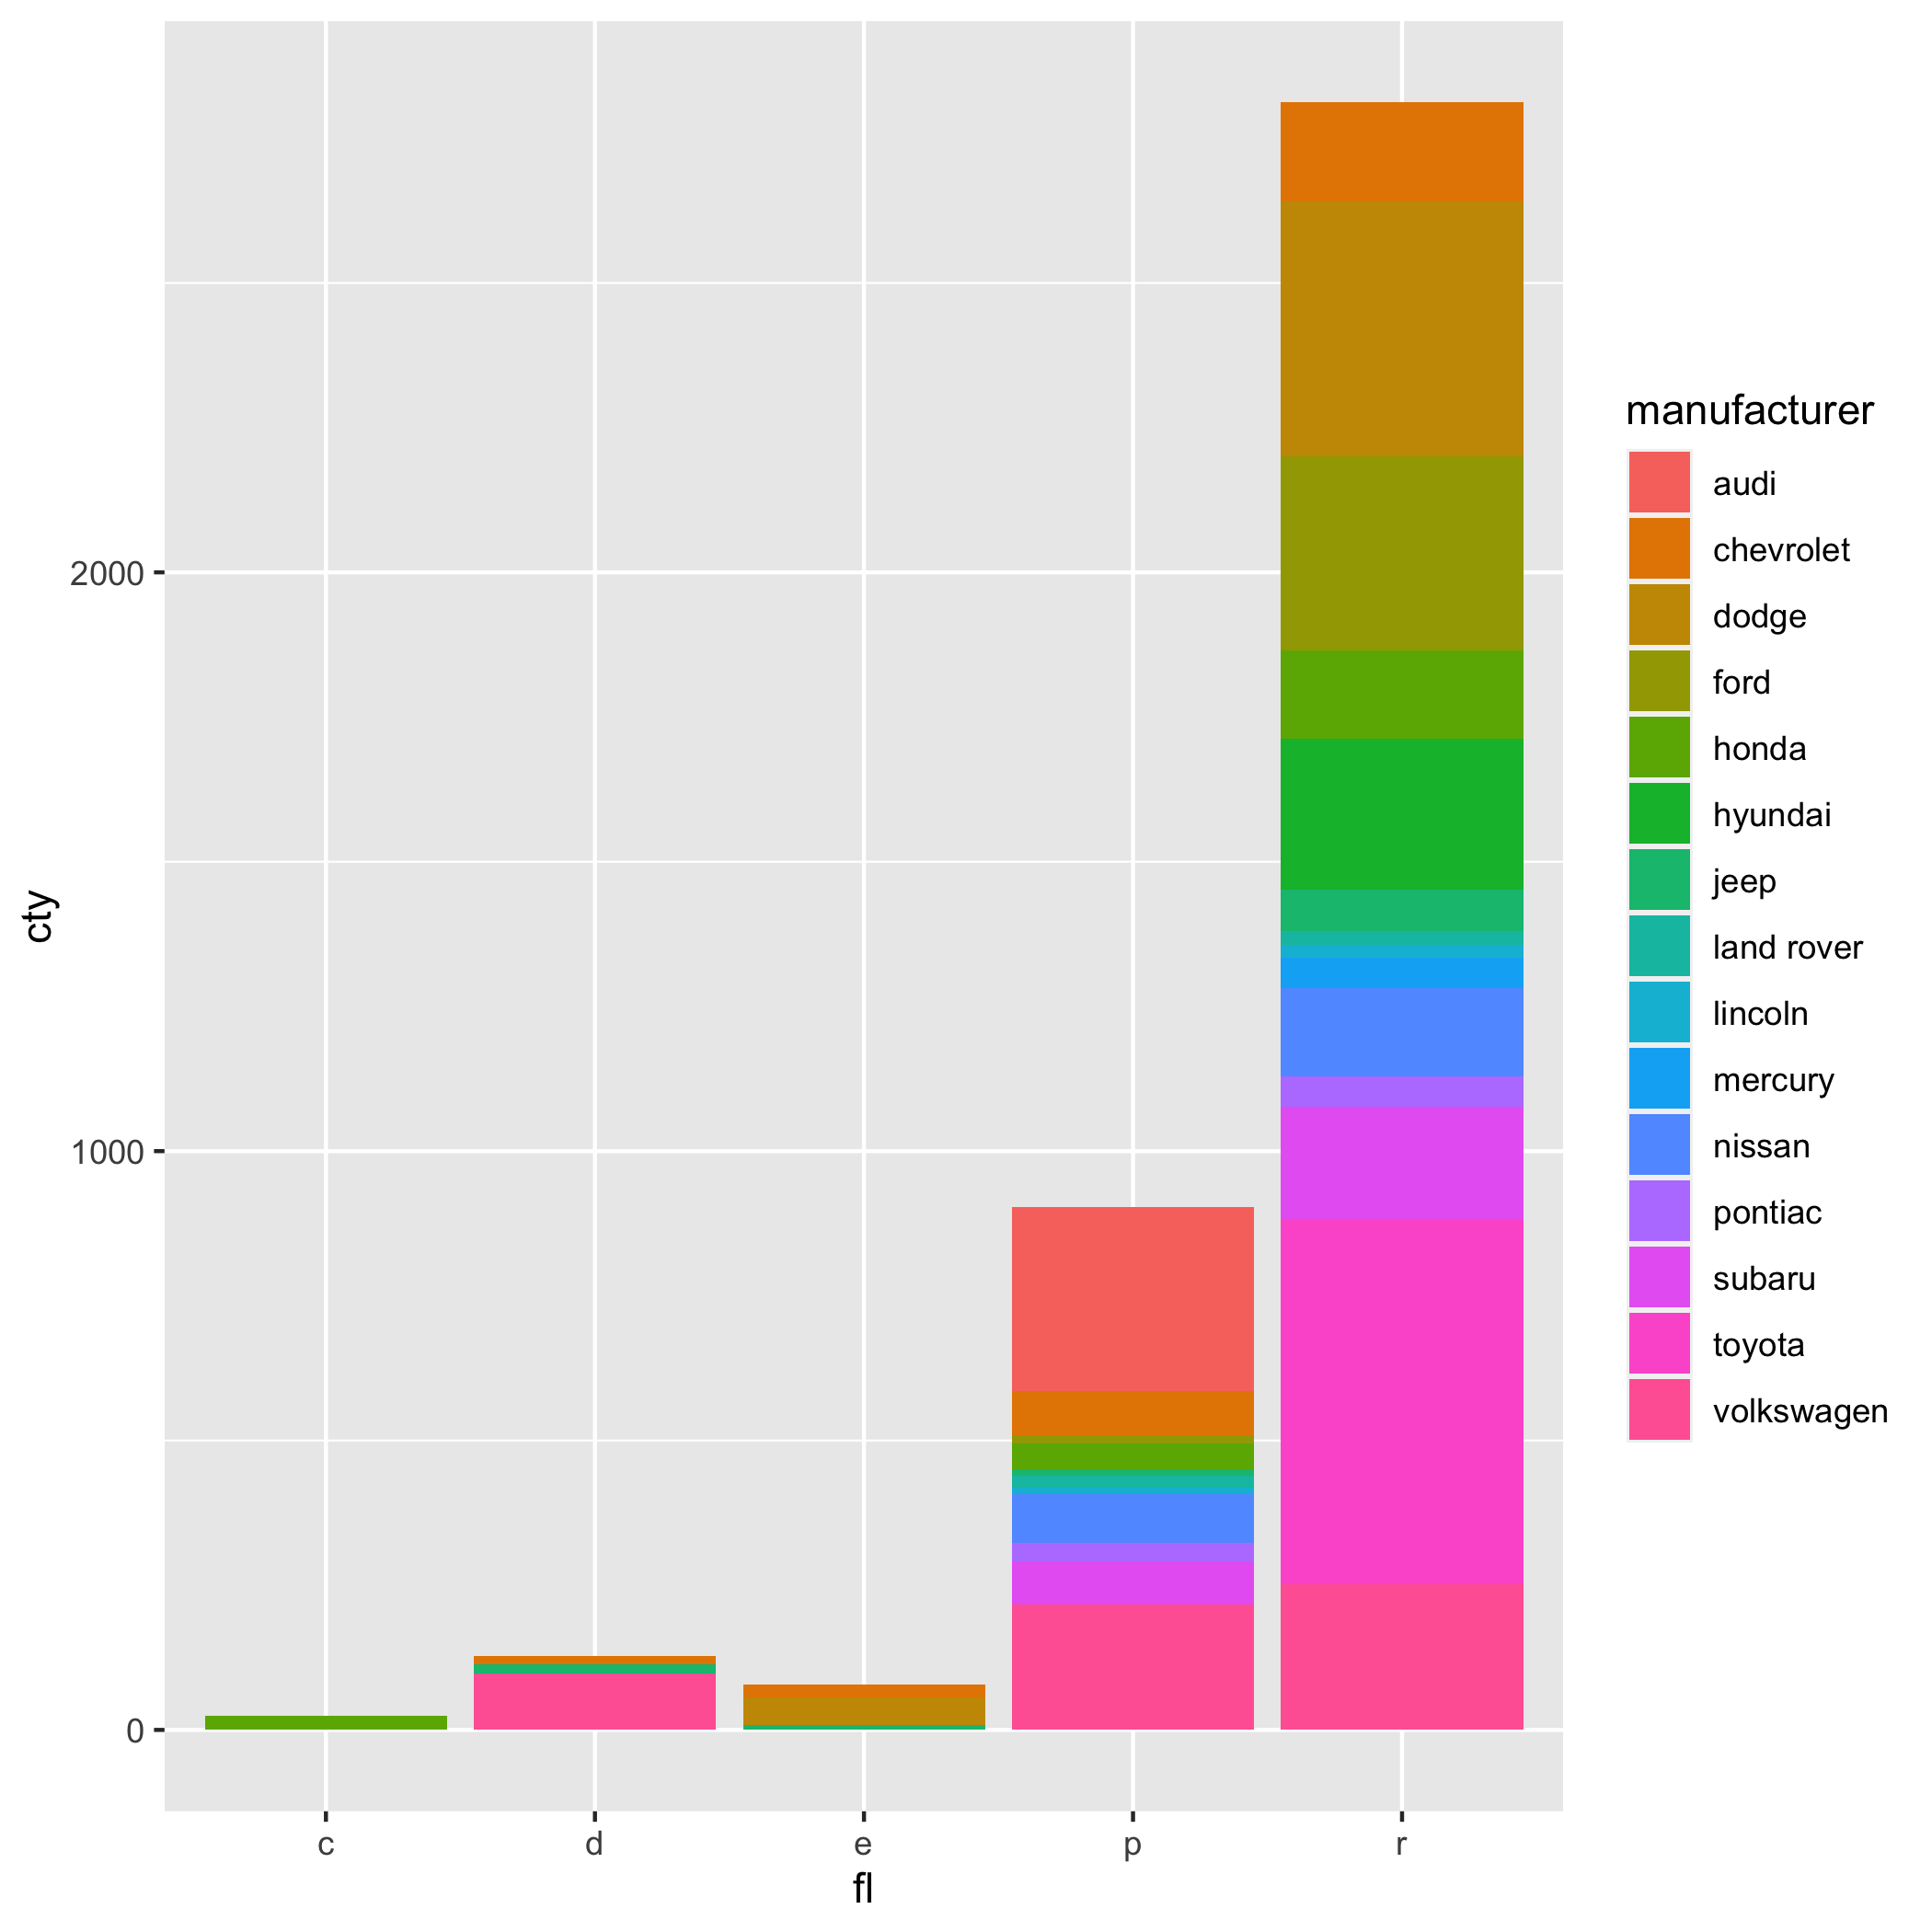 2000
1000
0
cty
c
d
e
p
r
fl
manufacturer
audi
chevrolet
dodge
ford
honda
hyundai
jeep
land rover
lincoln
mercury
nissan
pontiac
subaru
toyota
volkswagen